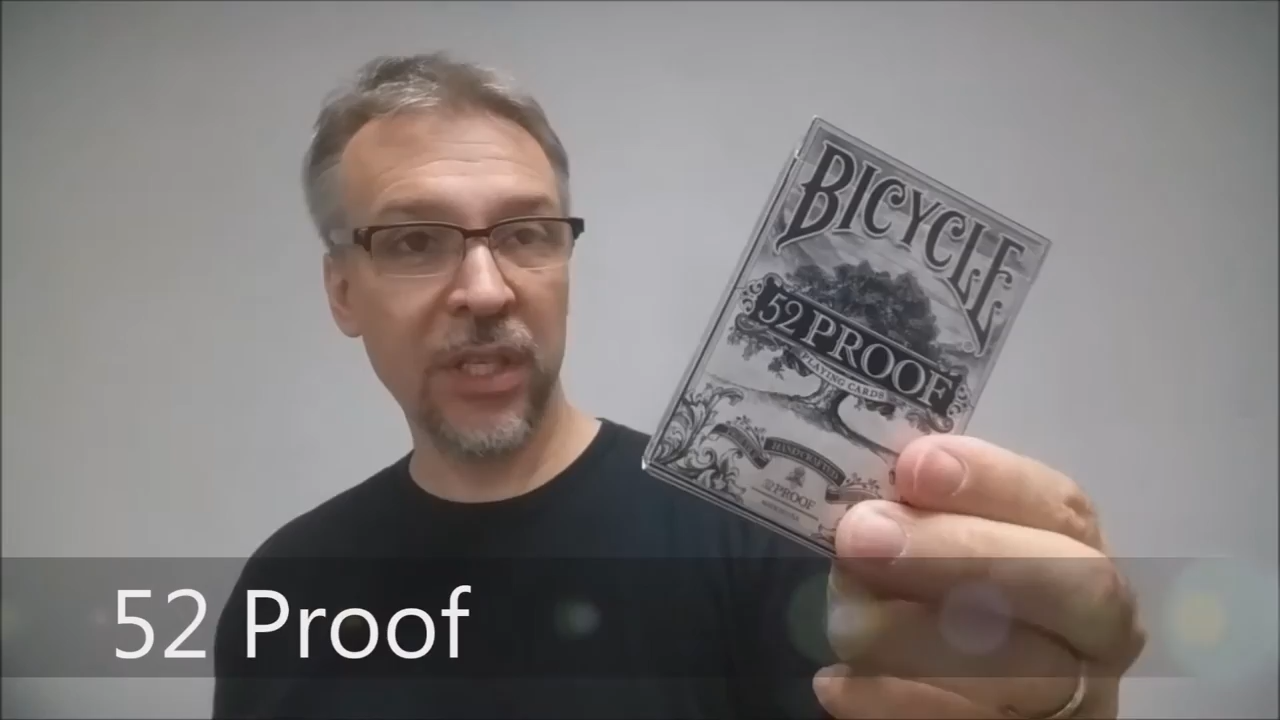 BICYCLE
52 PROOF
PLAYING CARDS
HANDCRAFTED
52 PROOF
52 Proof